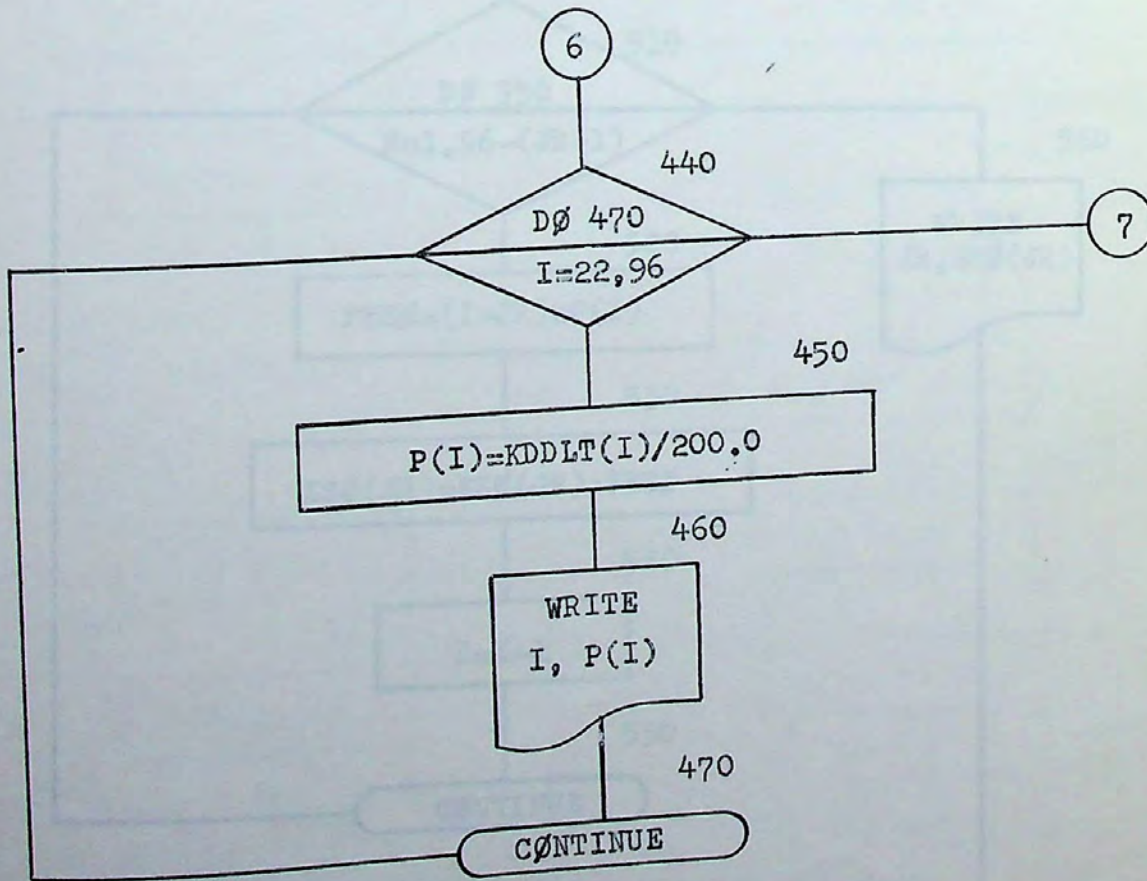 6
440
DØ 470
I=22,96
7
450
P(I)=KDDLT(I)/200.0
460
WRITE
I, P(I)
470
CØNTINUE